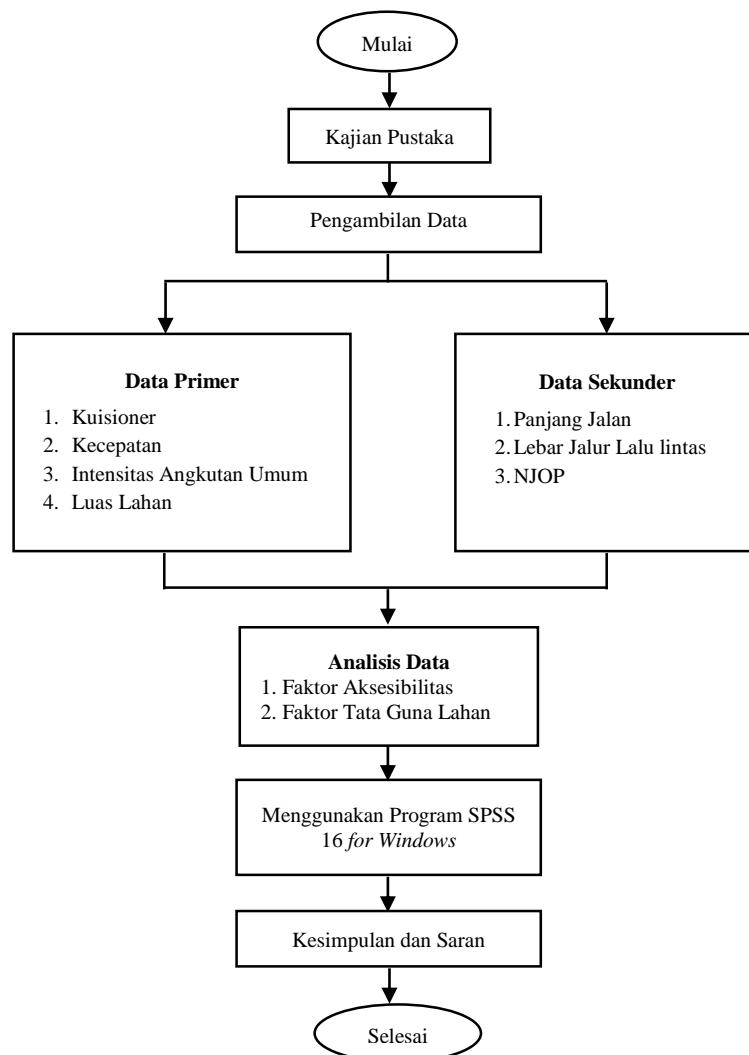 Mulai
Kajian Pustaka
Pengambilan Data
Data Primer
1. Kuisioner
2. Kecepatan
3. Intensitas Angkutan Umum
4. Luas Lahan
Data Sekunder
1. Panjang Jalan
2. Lebar Jalur Lalu lintas
3. NJOP
Analisis Data
1. Faktor Aksesibilitas
2. Faktor Tata Guna Lahan
Menggunakan Program SPSS
16 for Windows
Kesimpulan dan Saran
Selesai